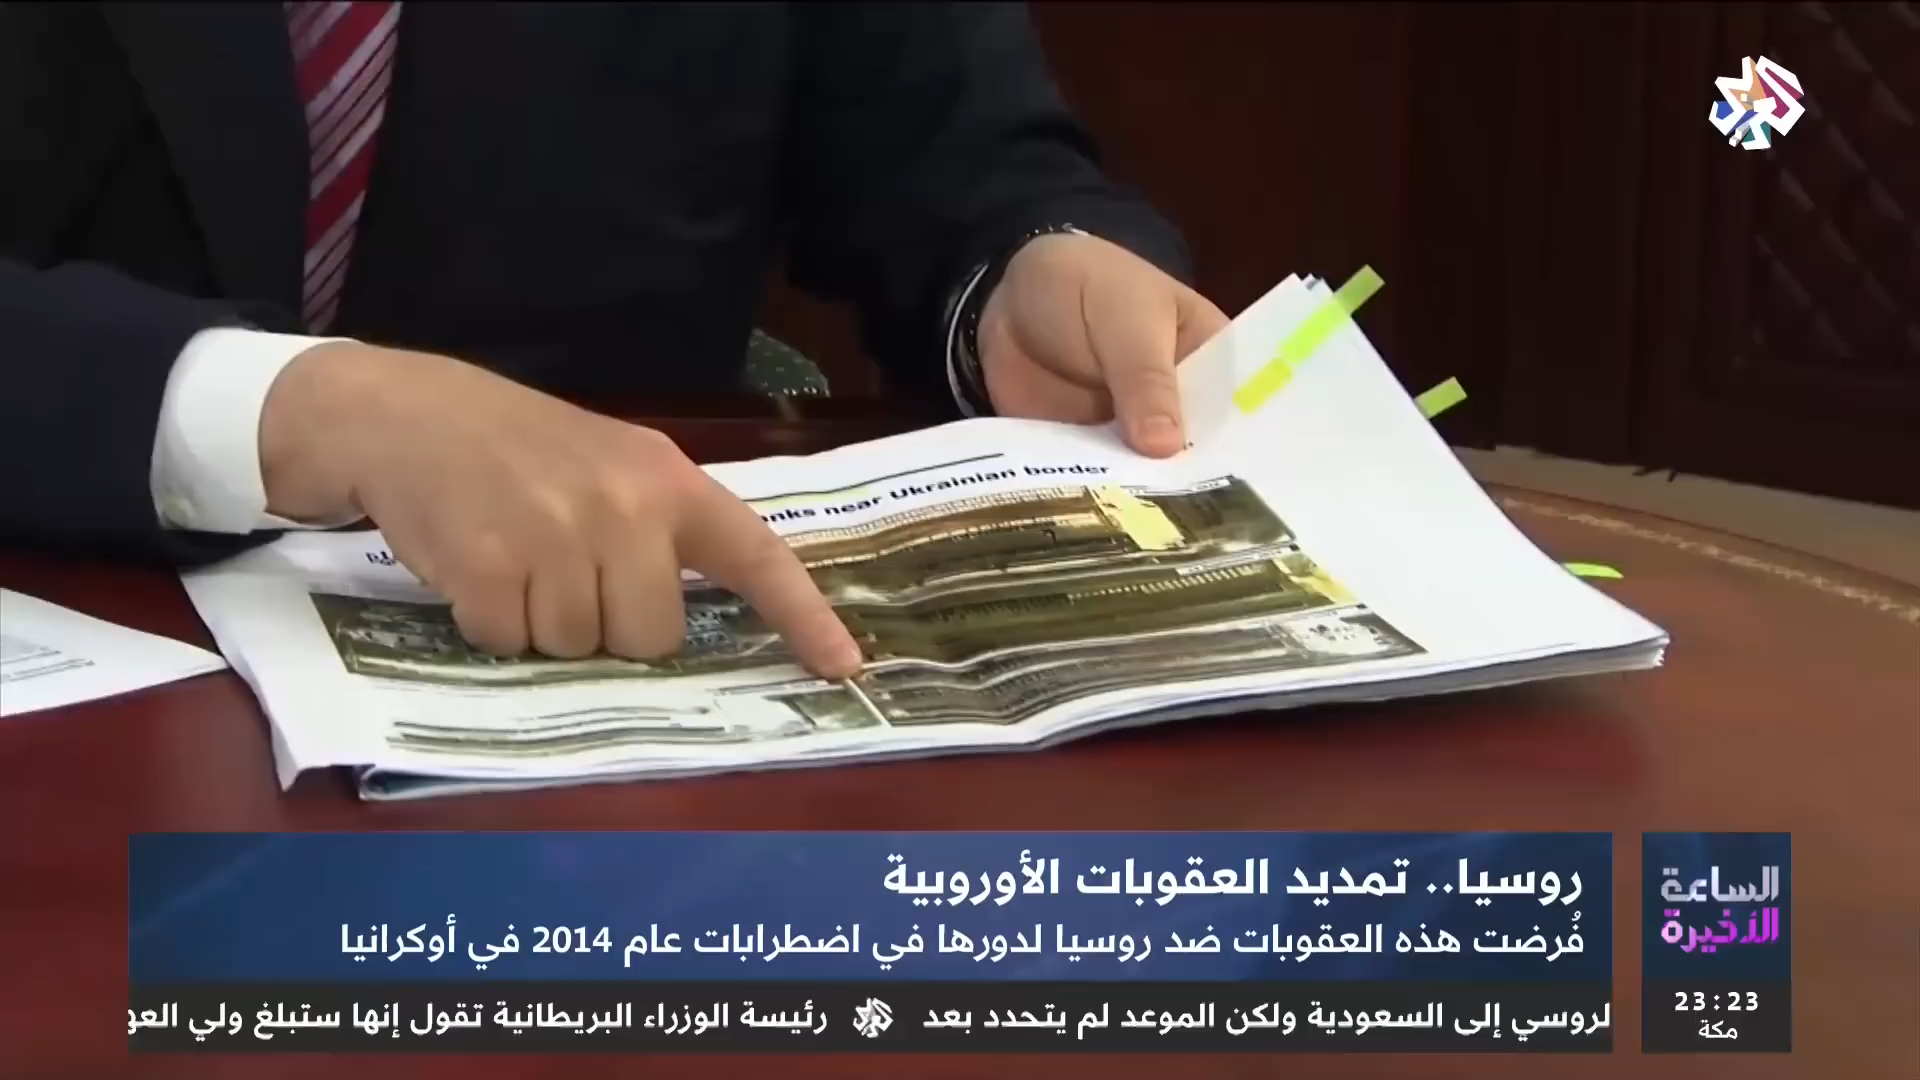 near Ukrainian border
روسيا.. تمديد العقوبات الأوروبية
فُرضت هذه العقوبات ضد روسيا لدورها في اضطرابات عام 2014 في أوكرانيا
الساعة
الأخيرة
23:23
مكة
لروسي إلى السعودية ولكن الموعد لم يتحدد بعد
رئيسة الوزراء البريطانية تقول إنها ستبلغ ولي العه